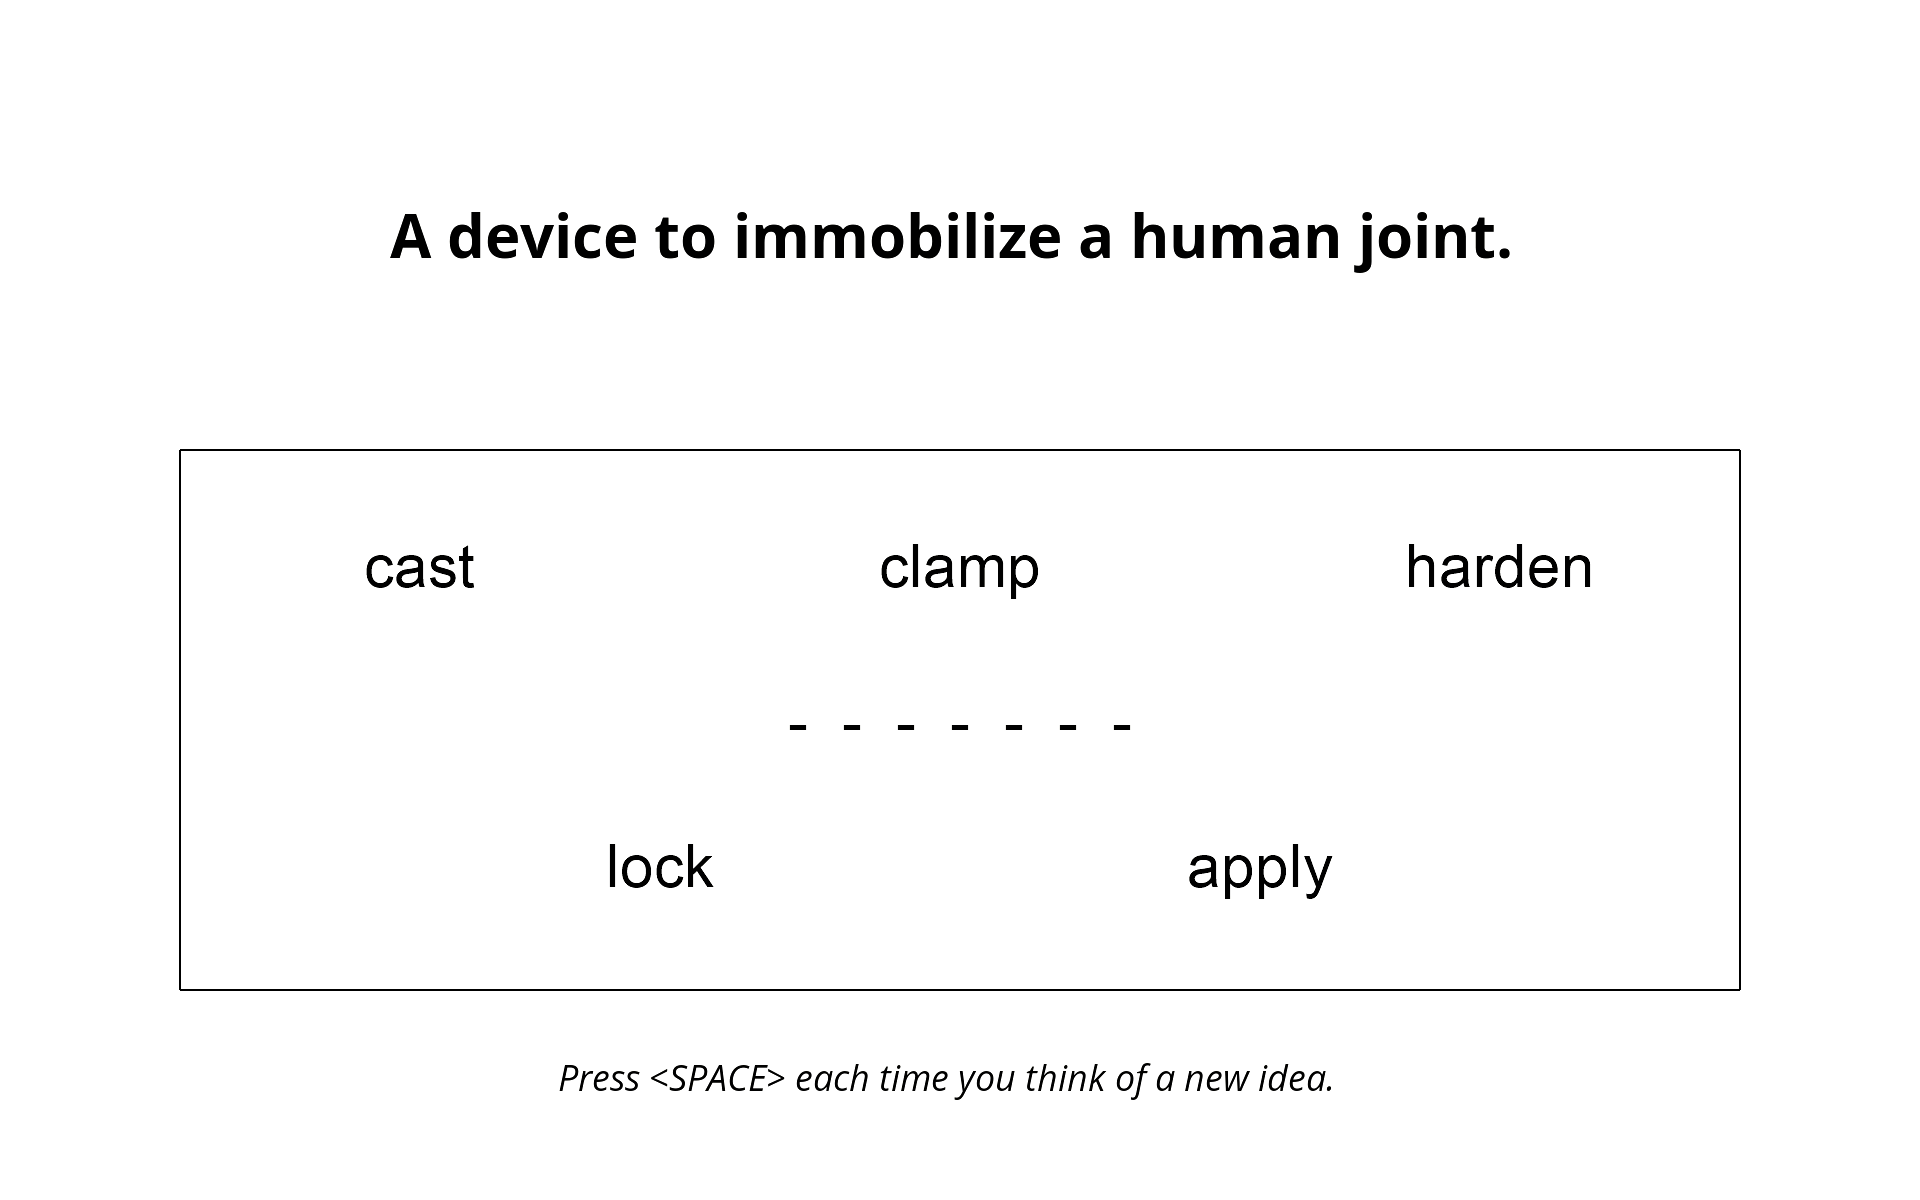 A device to immobilize a human joint.
cast clamp harden
- - - - - - -
lock apply
Press <SPACE> each time you think of a new idea.